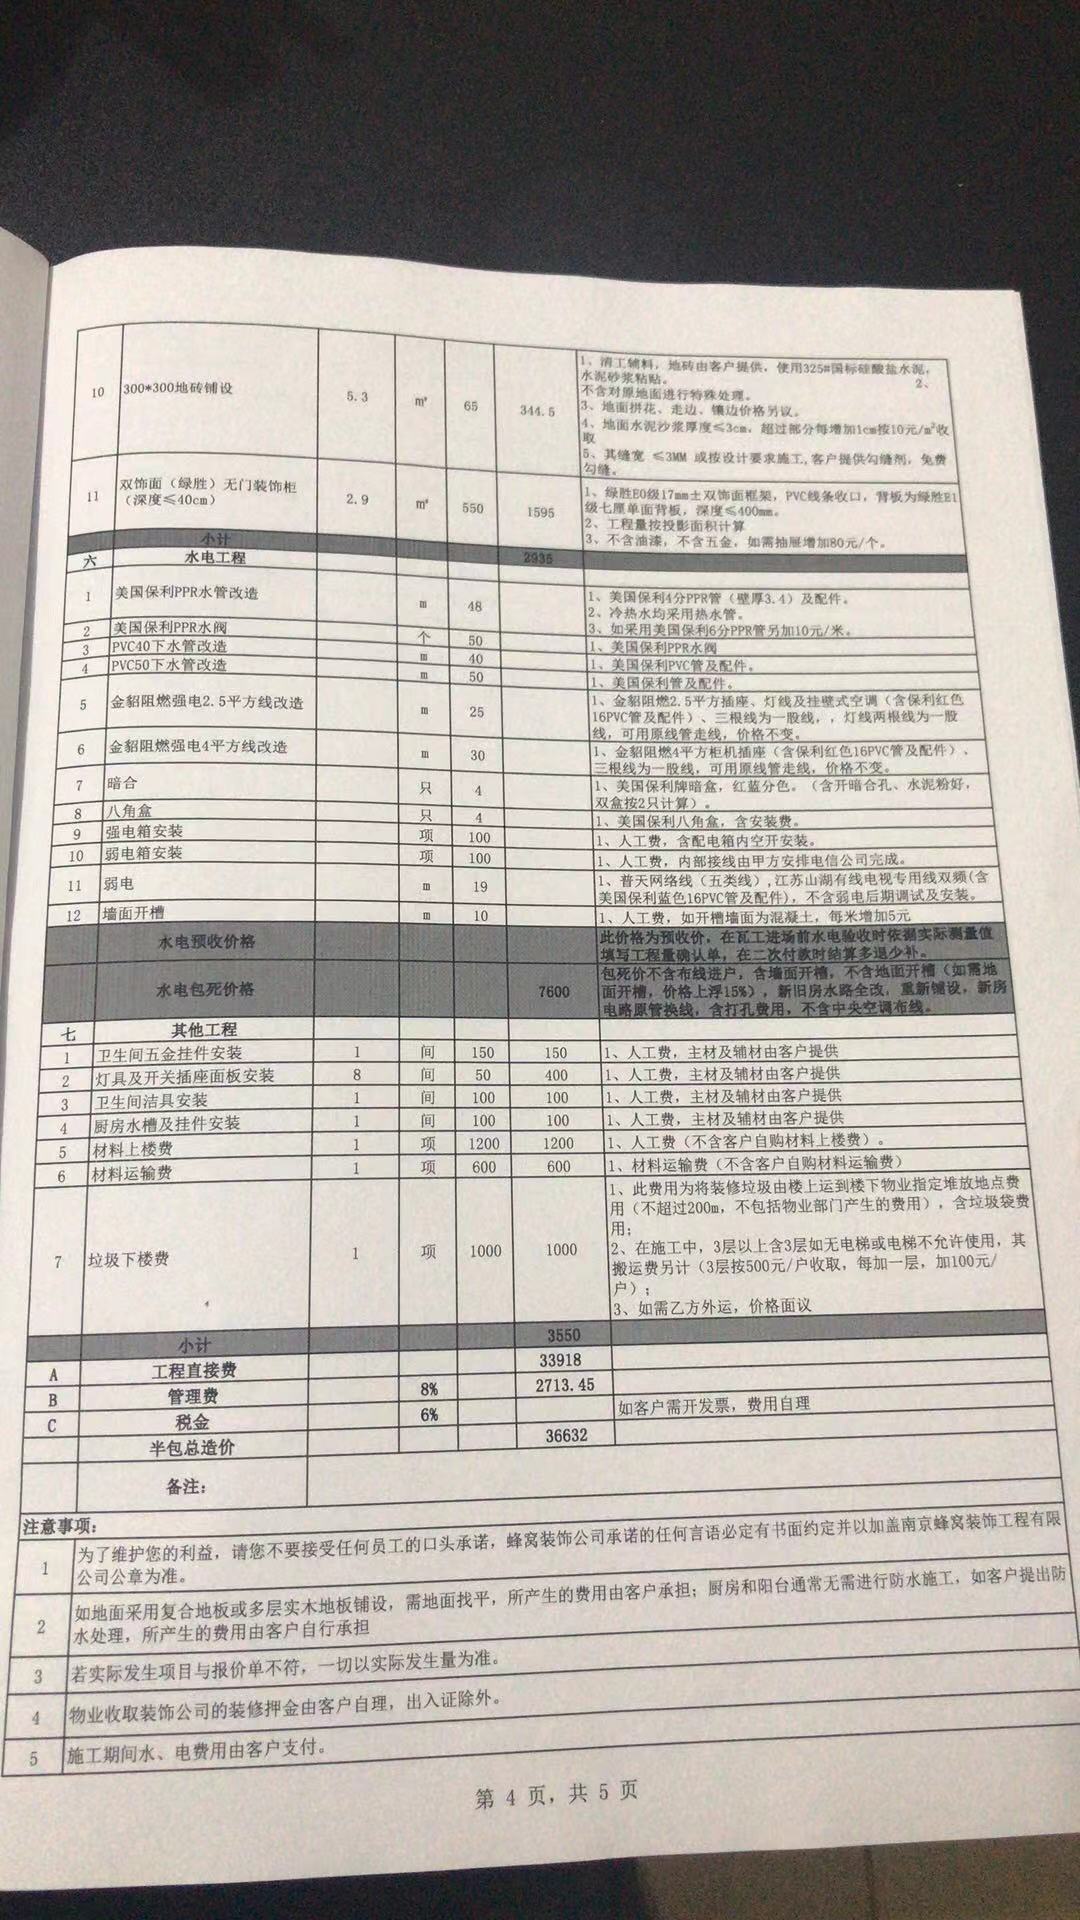 10 300*300地砖铺设 5.3 ㎡ 65 344.5
1、清工辅料，地砖由客户提供，使用325#国标硅酸盐水泥，
水泥砂浆粘贴。 2、
不含对原地面进行特殊处理。
3、地面拼花、走边、镶边价格另议。
4、地面水泥沙浆厚度≤3cm，超过部分每增加1cm按10元/㎡收
取
5、其缝宽 ≤3MM 或按设计要求施工,客户提供勾缝剂，免费
勾缝。
11 双饰面（绿胜）无门装饰柜
（深度≤40cm） 2.9 ㎡ 550 1595
1、绿胜E0级17mm土双饰面框架，PVC线条收口，背板为绿胜E1
级七厘单面背板，深度≤400mm。
2、工程量按投影面积计算
3、不含油漆，不含五金，如需抽屉增加80元/个。
小计 2935
六 水电工程
1 美国保利PPR水管改造 m 48
1、美国保利4分PPR管（壁厚3.4）及配件。
2、冷热水均采用热水管。
3、如采用美国保利6分PPR管另加10元/米。
2 美国保利PPR水阀 个 50 1、美国保利PPR水阀
3 PVC40下水管改造 m 40 1、美国保利PVC管及配件。
4 PVC50下水管改造 m 50 1、美国保利管及配件。
5 金貂阻燃强电2.5平方线改造 m 25
1、金貂阻燃2.5平方插座、灯线及挂壁式空调（含保利红色
16PVC管及配件）、三根线为一股线，，灯线两根线为一股
线，可用原线管走线，价格不变。
6 金貂阻燃强电4平方线改造 m 30
1、金貂阻燃4平方柜机插座（含保利红色16PVC管及配件）、
三根线为一股线，可用原线管走线，价格不变。
7 暗合 只 4
1、美国保利牌暗盒，红蓝分色。（含开暗合孔、水泥粉好，
双盒按2只计算）。
8 八角盒 只 4 1、美国保利八角盒，含安装费。
9 强电箱安装 项 100 1、人工费，含配电箱内空开安装。
10 弱电箱安装 项 100 1、人工费，内部接线由甲方安排电信公司完成。
11 弱电 m 19
1、普天网络线（五类线）,江苏山湖有线电视专用线双频(含
美国保利蓝色16PVC管及配件)，不含弱电后期调试及安装。
12 墙面开槽 m 10 1、人工费，如开槽墙面为混凝土，每米增加5元
水电预收价格
此价格为预收价，在瓦工进场前水电验收时依据实际测量值
填写工程量确认单，在二次付款时结算多退少补。
水电包死价格 7600
包死价不含布线进户，含墙面开槽，不含地面开槽（如需地
面开槽，价格上浮15%），新旧房水路全改，重新铺设，新房
电路原管换线，含打孔费用，不含中央空调布线。
七 其他工程
1 卫生间五金挂件安装 1 间 150 150 1、人工费，主材及辅材由客户提供
2 灯具及开关插座面板安装 8 间 50 400 1、人工费，主材及辅材由客户提供
3 卫生间洁具安装 1 间 100 100 1、人工费，主材及辅材由客户提供
4 厨房水槽及挂件安装 1 间 100 100 1、人工费，主材及辅材由客户提供
5 材料上楼费 1 项 1200 1200 1、人工费（不含客户自购材料上楼费）。
6 材料运输费 1 项 600 600 1、材料运输费（不含客户自购材料运输费）
7 垃圾下楼费 1 项 1000 1000
1、此费用为将装修垃圾由楼上运到楼下物业指定堆放地点费
用（不超过200m，不包括物业部门产生的费用），含垃圾袋费
用；
2、在施工中，3层以上含3层如无电梯或电梯不允许使用，其
搬运费另计（3层按500元/户收取，每加一层，加100元/
户）；
3、如需乙方外运，价格面议
小计 3550
A 工程直接费 33918
B 管理费 8% 2713.45
C 税金 6% 如客户需开发票，费用自理
半包总造价 36632
备注：
注意事项：
1 为了维护您的利益，请您不要接受任何员工的口头承诺，蜂窝装饰公司承诺的任何言语必定有书面约定并以加盖南京蜂窝装饰工程有限
公司公章为准。
2 如地面采用复合地板或多层实木地板铺设，需地面找平，所产生的费用由客户承担；厨房和阳台通常无需进行防水施工，如客户提出防
水处理，所产生的费用由客户自行承担
3 若实际发生项目与报价单不符，一切以实际发生量为准。
4 物业收取装饰公司的装修押金由客户自理，出入证除外。
5 施工期间水、电费用由客户支付。
第 4 页，共 5 页